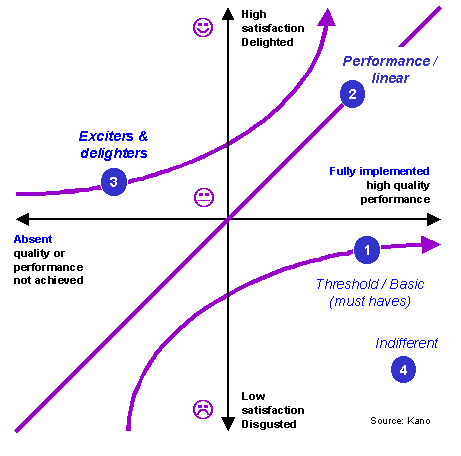 High
satisfaction
Delighted
Performance /
linear
2
Exciters &
delighters
3
Fully implemented
high quality
performance
Absent
quality or
performance
not achieved
1
Threshold / Basic
(must haves)
Indifferent
4
Low
satisfaction
Disgusted
Source: Kano